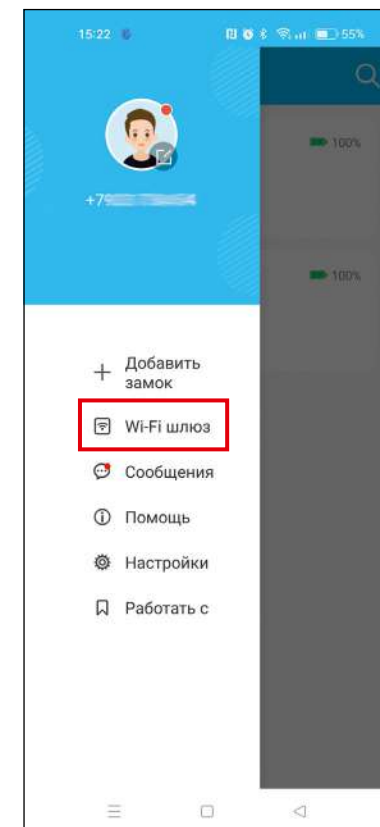 15:22
55%
100%
+79
100%
Добавить
замок
Wi-Fi шлюз
Сообщения
Помощь
Настройки
Работать с